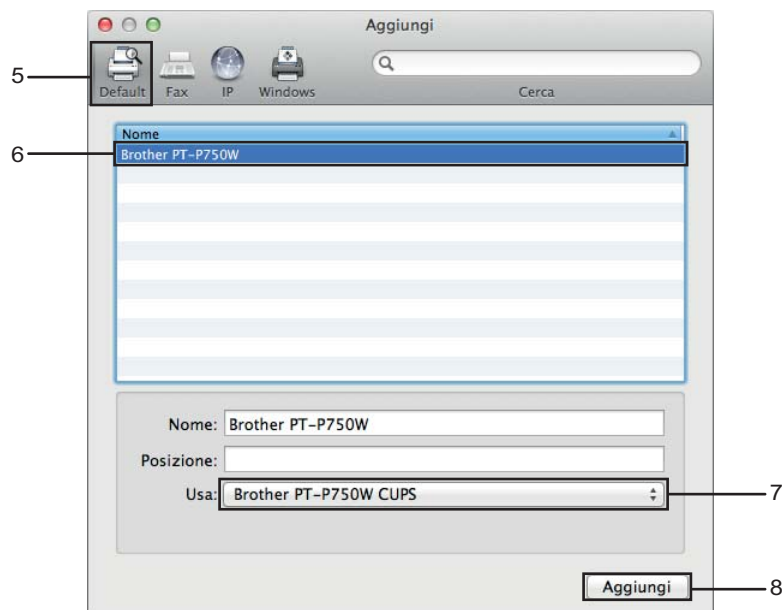 Aggiungi
5
Default Fax IP Windows Cerca
Nome
6
Brother PT-P750W
Nome: Brother PT-P750W
Posizione:
Usa: Brother PT-P750W CUPS
7
Aggiungi
8